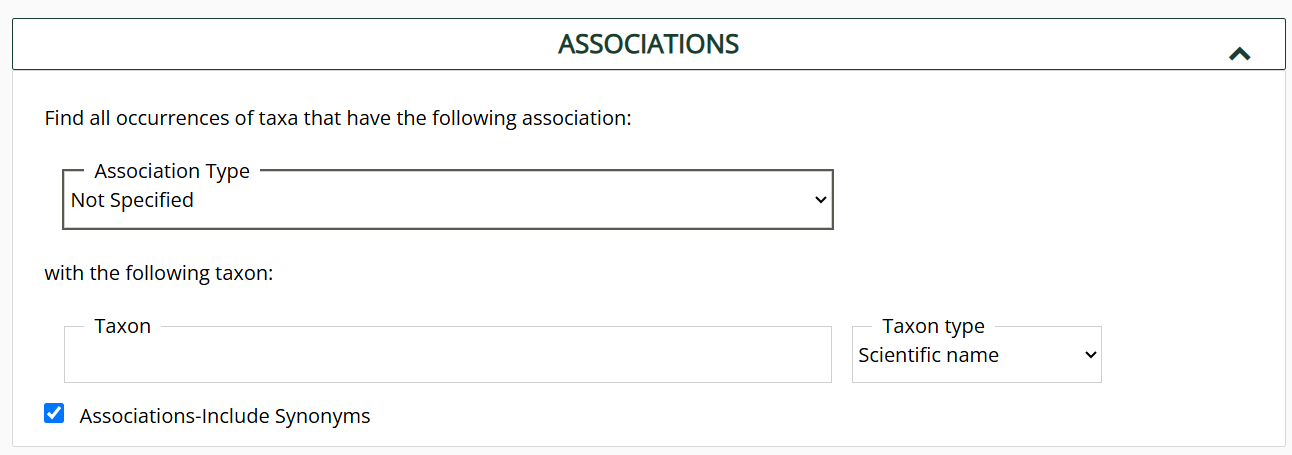 ASSOCIATIONS
Find all occurrences of taxa that have the following association:
Association Type
Not Specified
with the following taxon:
Taxon
Taxon type
Scientific name
Associations-Include Synonyms